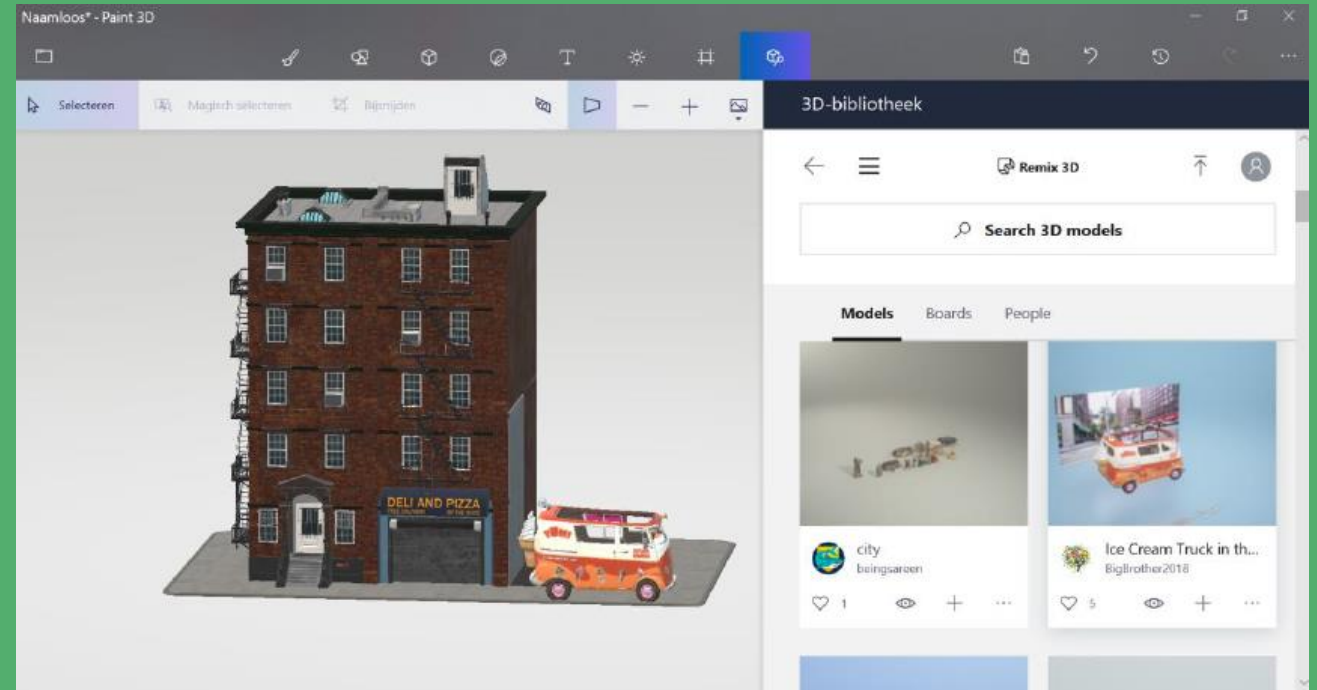 Naamloos* - Paint 3D
Selecteren
Magisch selecteren
Bijsnijden
3D-bibliotheek
Remix 3D
Search 3D models
Models Boards People
DELI AND PIZZA
city
beingsareen
1
Ice Cream Truck in th...
BigBrother2018
5